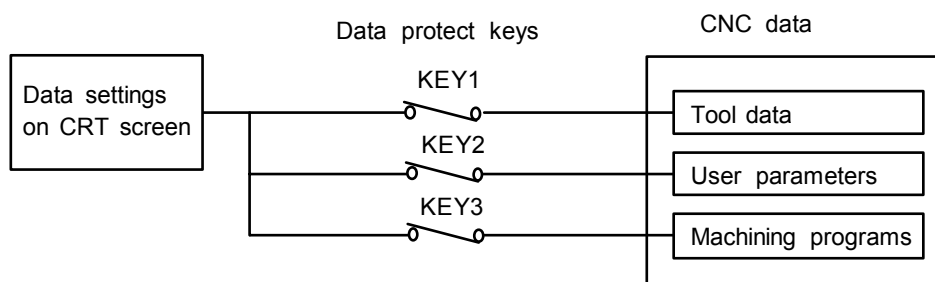 Data protect keys
CNC data
Data settings
on CRT screen
KEY1
Tool data
KEY2
User parameters
KEY3
Machining programs